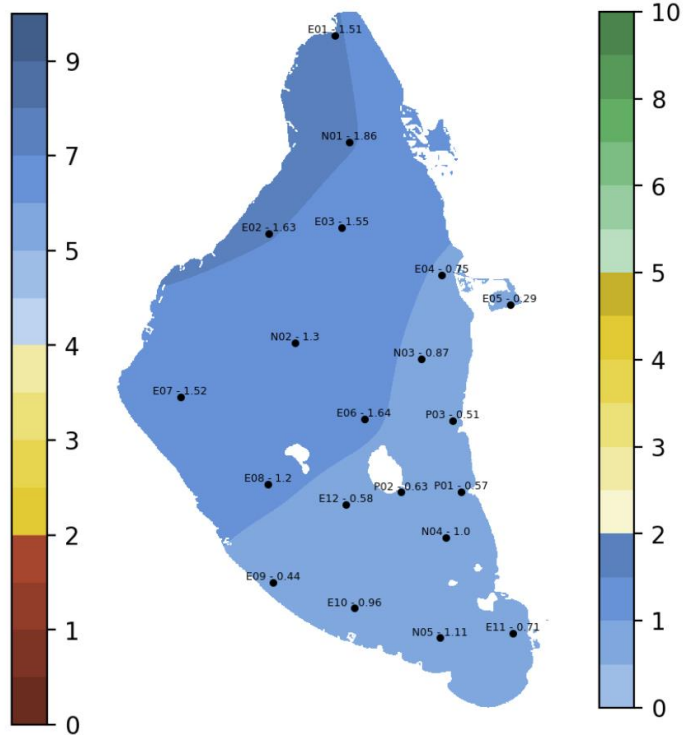 10
E01 - 1.51
9
8
N01 - 1.86
7
6
E02 - 1.63
E03 - 1.55
5
E04 - 0.75
5
E05 - 0.29
N02 - 1.3
4
N03 - 0.87
4
E07 - 1.52
E06 - 1.64
P03 - 0.51
3
3
E08 - 1.2
P02 - 0.63
P01 - 0.57
E12 - 0.58
2
2
N04 - 1.0
E09 - 0.44
E10 - 0.96
1
1
N05 - 1.11
E11 - 0.71
0
0